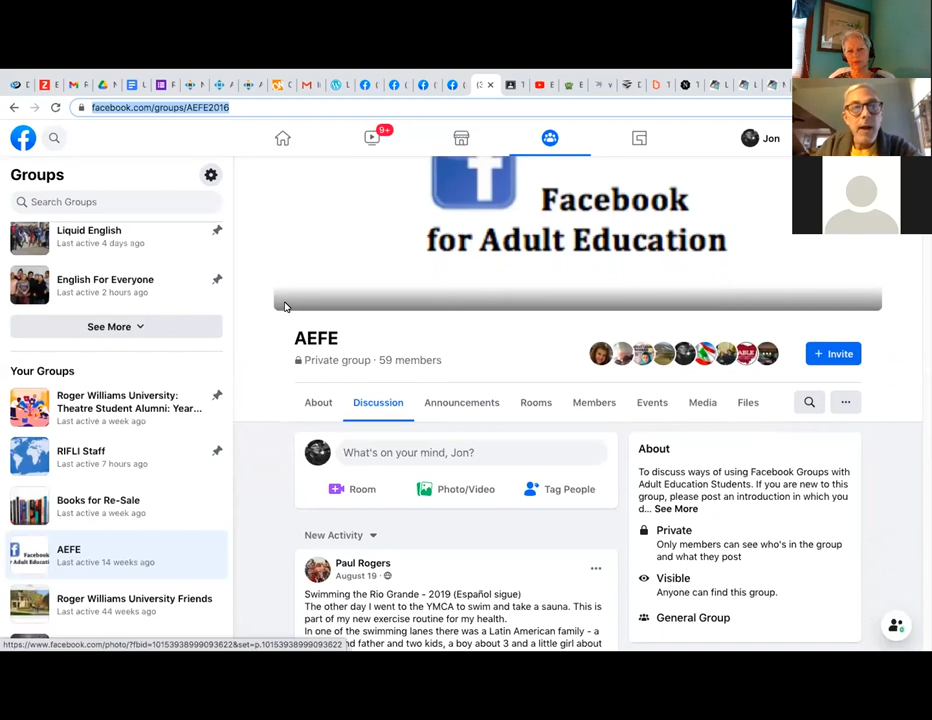 facebook.com/groups/AEFE2016
9+
Jon
Groups
Search Groups
Liquid English
Last active 4 days ago
English For Everyone
Last active 2 hours ago
See More
Your Groups
Roger Williams University:
Theatre Student Alumni: Year...
Last active a week ago
RIFLI Staff
Last active 7 hours ago
Books for Re-Sale
Last active a week ago
AEFE
Last active 14 weeks ago
Roger Williams University Friends
Last active 44 weeks ago
https://www.facebook.com/photo/?fbid=10153938999093622&set=p.10153938999093622
Facebook
for Adult Education
AEFE
Private group · 59 members
+ Invite
About
Discussion
Announcements
Rooms
Members
Events
Media
Files
What's on your mind, Jon?
Room
Photo/Video
Tag People
New Activity
Paul Rogers
August 19 ·
Swimming the Rio Grande - 2019 (Español sigue)
The other day I went to the YMCA to swim and take a sauna. This is
part of my new exercise routine for my health.
In one of the swimming lanes there was a Latin American family - a
nd father and two kids, a boy about 3 and a little girl about
About
To discuss ways of using Facebook Groups with
Adult Education Students. If you are new to this
group, please post an introduction in which you
d... See More
Private
Only members can see who's in the group
and what they post
Visible
Anyone can find this group.
General Group